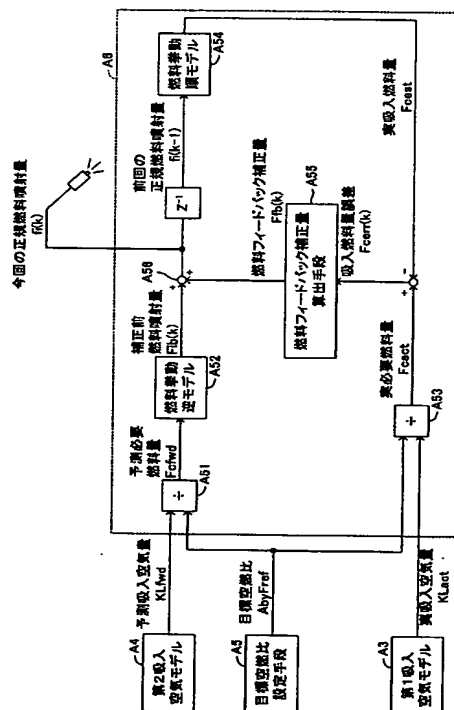 A6
今回の正規燃料噴射量
fi(k)
第2吸入
空気モデル
A4
予測吸入空気量
KLfwd
÷
A51
予測必要
燃料量
Fcfwd
燃料挙動
逆モデル
A52
補正前
燃料噴射量
Fib(k)
A56
+
+
Z-1
前回の
正規燃料噴射量
fi(k-1)
燃料挙動
順モデル
A54
燃料フィードバック補正量
Ffb(k)
燃料フィードバック補正量
算出手段
A55
吸入燃料量誤差
Fcerr(k)
目標空燃比
設定手段
A5
目標空燃比
AbyFref
第1吸入
空気モデル
A3
実吸入空気量
KLact
÷
A53
実必要燃料量
Fcact
+
-
実吸入燃料量
Fcest